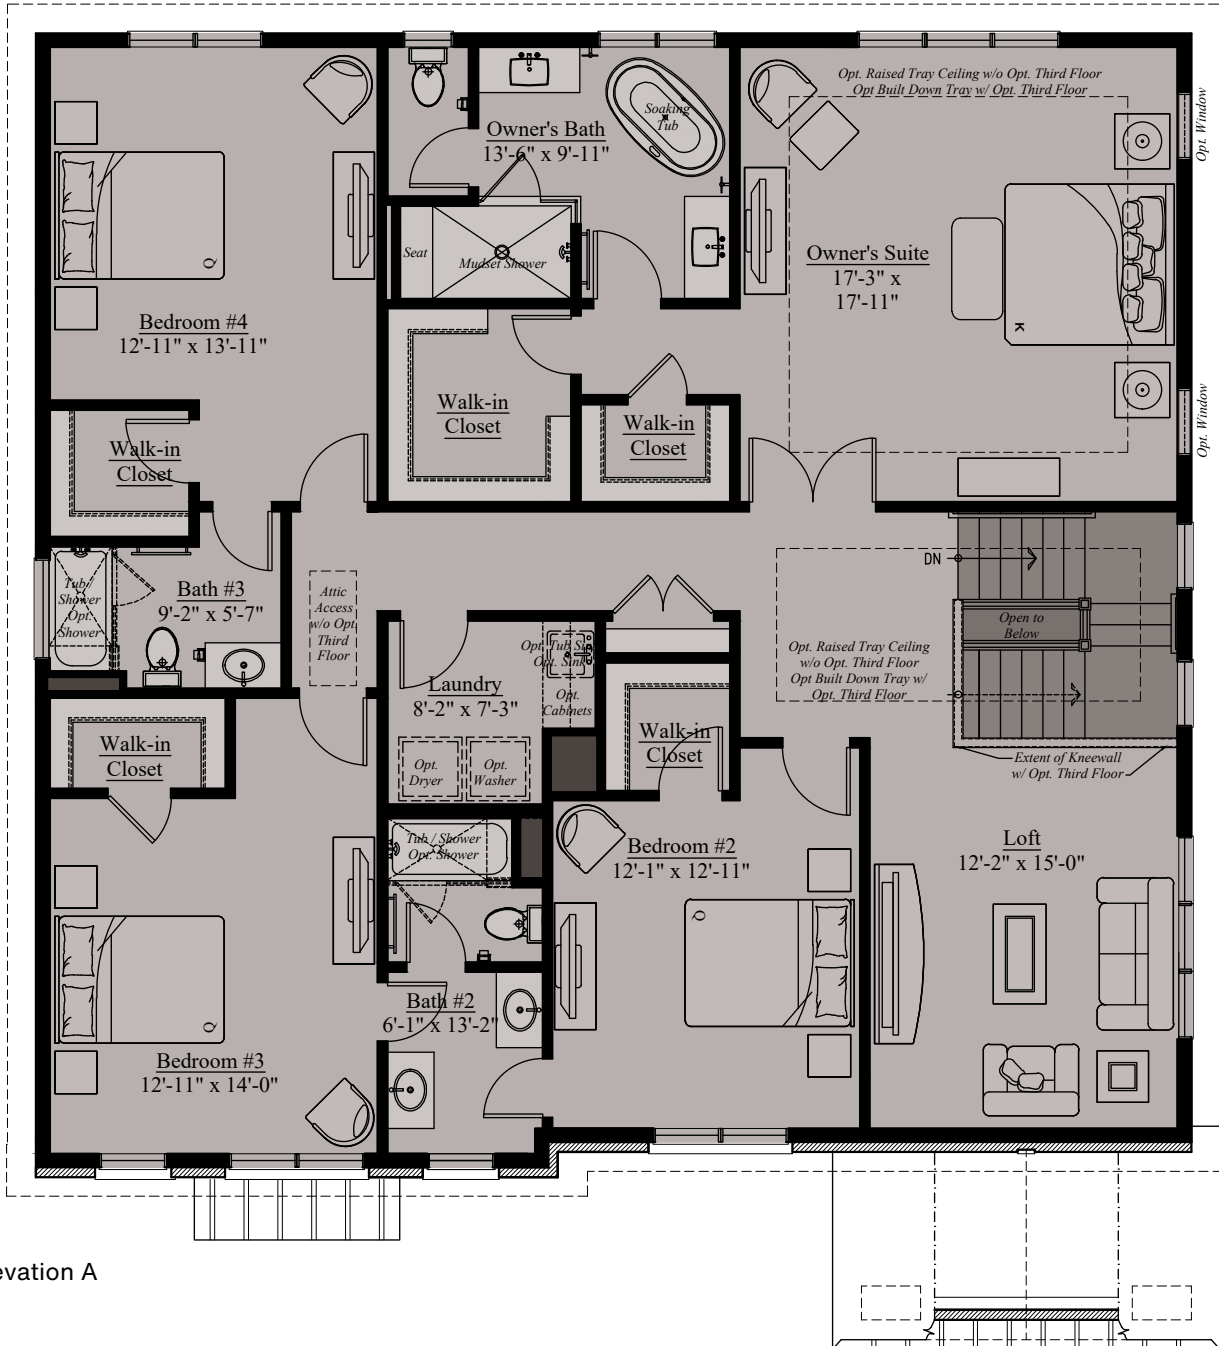 Opt. Raised Tray Ceiling w/o Opt. Third Floor
Opt Built Down Tray w/ Opt. Third Floor
Opt. Window
Soaking
Tub
Owner's Bath
13'-6" x 9'-11"
Seat
Mudset Shower
Owner's Suite
17'-3" x
17'-11"
K
Q
Bedroom #4
12'-11" x 13'-11"
Walk-in
Closet
Walk-in
Closet
Walk-in
Closet
Opt. Window
DN
Open to
Below
Tub /
Shower
Opt.
Shower
Bath #3
9'-2" x 5'-7"
Attic
Access
w/o Opt.
Third
Floor
Opt. Raised Tray Ceiling
w/o Opt. Third Floor
Opt Built Down Tray w/
Opt. Third Floor
Opt. Tub Sink
Opt. Sink
Opt.
Cabinets
Laundry
8'-2" x 7'-3"
Opt.
Dryer
Opt.
Washer
Walk-in
Closet
Walk-in
Closet
Extent of Kneewall
w/ Opt. Third Floor
Tub / Shower
Opt. Shower
Bedroom #2
12'-1" x 12'-11"
Q
Loft
12'-2" x 15'-0"
Bath #2
6'-1" x 13'-2"
Q
Bedroom #3
12'-11" x 14'-0"
evation A